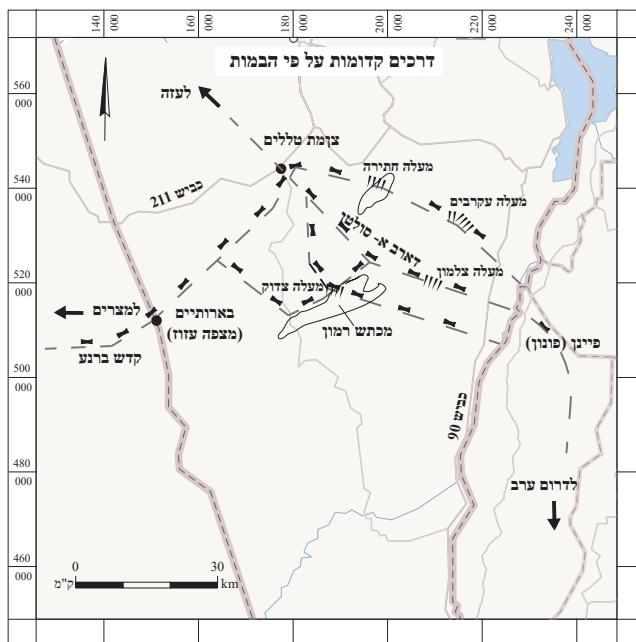 140 000
160 000
180 000
200 000
220 000
240 000
דרכים קדומות על פי הבמות
560 000
540 000
520 000
500 000
480 000
460 000
לעזה
צומת טללים
מעלה חתירה
כביש 211
מעלה עקרבים
דארב א- סולטן
מעלה צלמון
מעלה צדוק
למצרים
בארותיים
(מצפה עזוז)
מכתש רמון
קדש ברנע
פיינן (פונון)
כביש 90
לדרום ערב
0
30
ק"מ
km